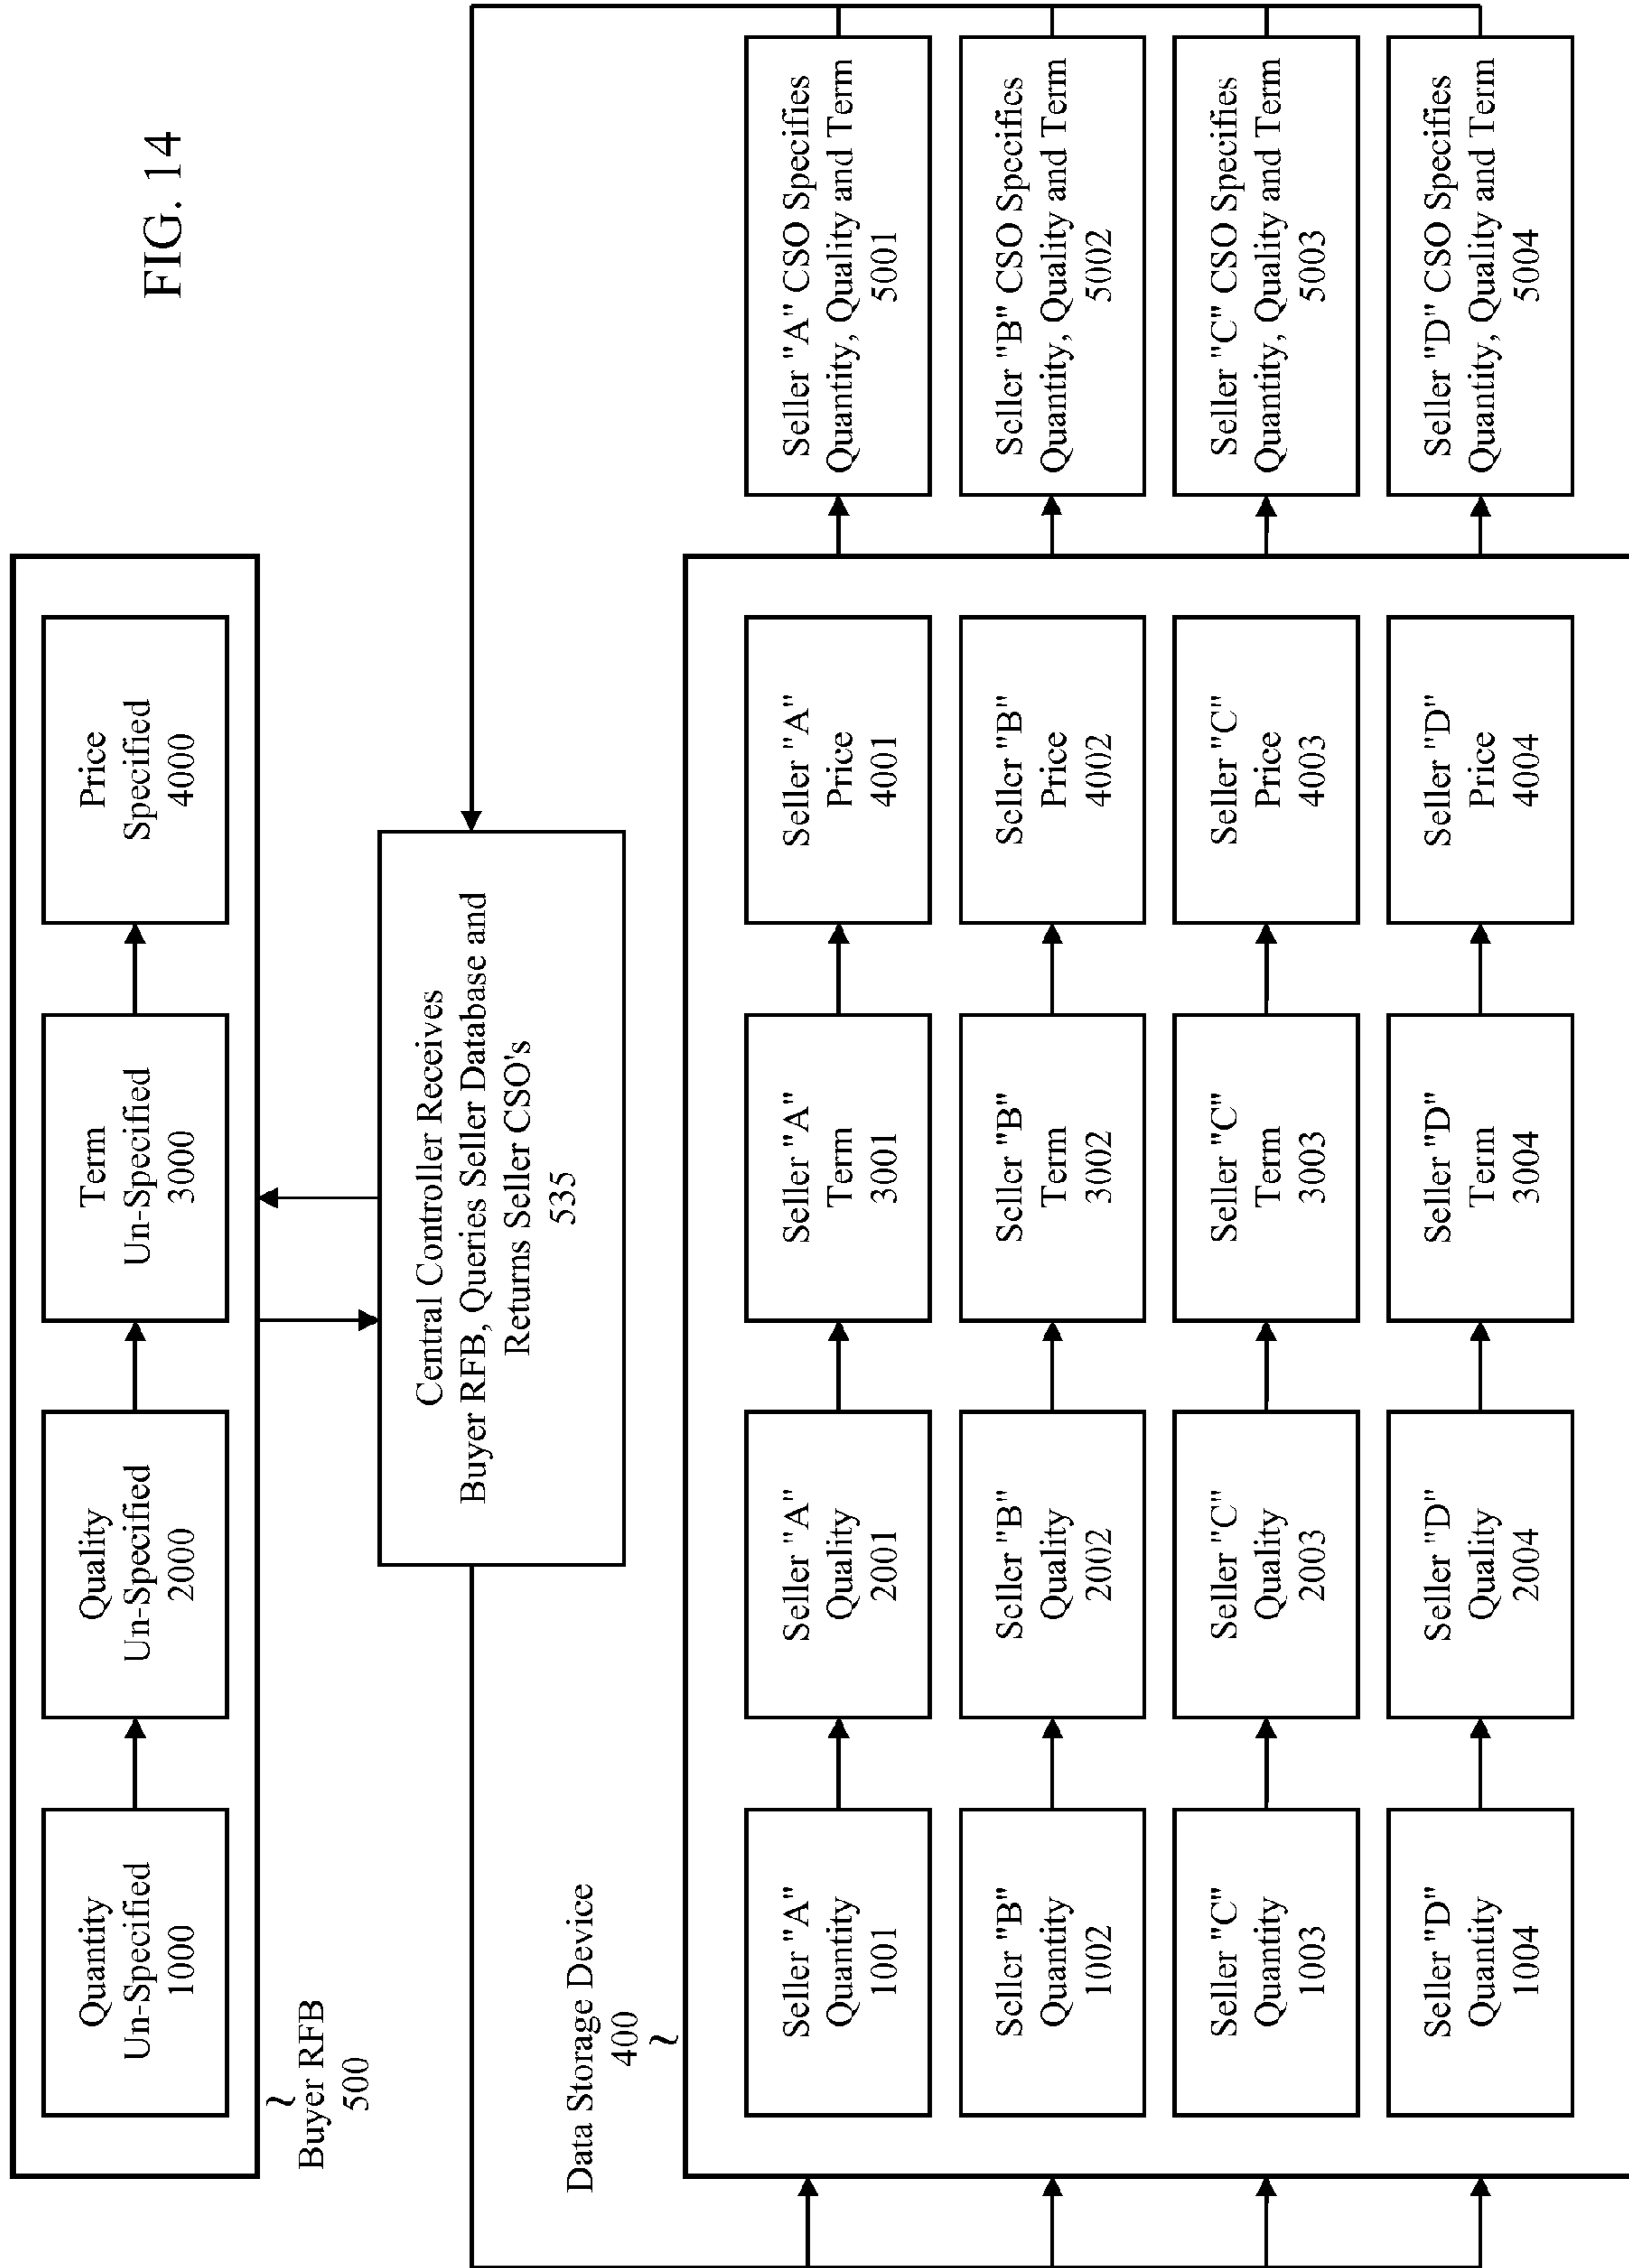 FIG. 14
Quantity
Un-Specified
1000
Quality
Un-Specified
2000
Term
Un-Specified
3000
Price
Specified
4000
Buyer RFB
500
Central Controller Receives
Buyer RFB, Queries Seller Database and
Returns Seller CSO's
535
Data Storage Device
400
Seller "A"
Quantity
1001
Seller "A"
Quality
2001
Seller "A"
Term
3001
Seller "A"
Price
4001
Seller "A" CSO Specifies
Quantity, Quality and Term
5001
Seller "B"
Quantity
1002
Seller "B"
Quality
2002
Seller "B"
Term
3002
Seller "B"
Price
4002
Seller "B" CSO Specifies
Quantity, Quality and Term
5002
Seller "C"
Quantity
1003
Seller "C"
Quality
2003
Seller "C"
Term
3003
Seller "C"
Price
4003
Seller "C" CSO Specifies
Quantity, Quality and Term
5003
Seller "D"
Quantity
1004
Seller "D"
Quality
2004
Seller "D"
Term
3004
Seller "D"
Price
4004
Seller "D" CSO Specifies
Quantity, Quality and Term
5004